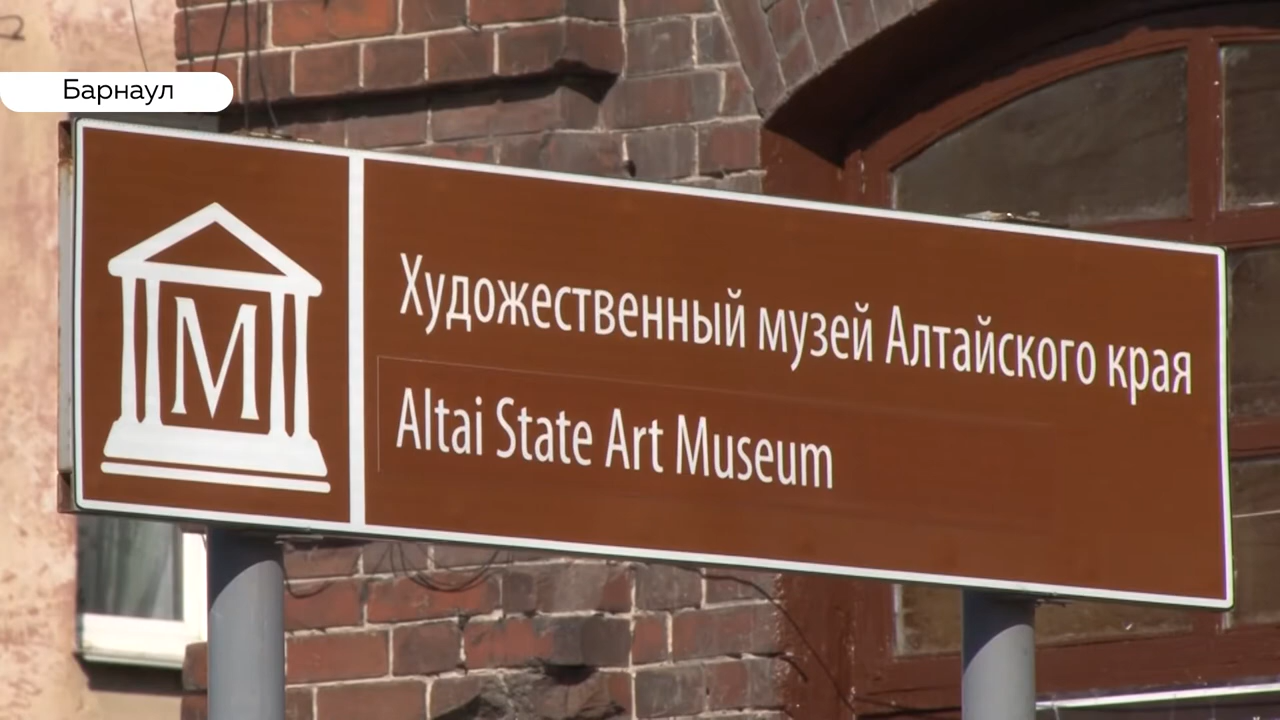 Барнаул
М
Художественный музей Алтайского края
Altai State Art Museum